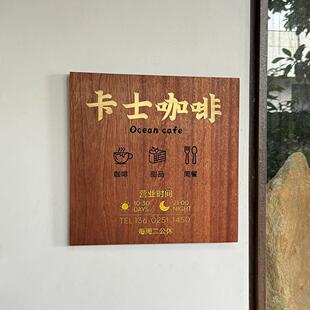 卡士咖啡
Ocean cafe
咖啡 甜品 简餐
营业时间
10:30 21:00
DAYS NIGHT
TEL 136 0251 1450
每周二公休